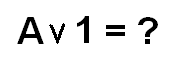 A v 1 = ?